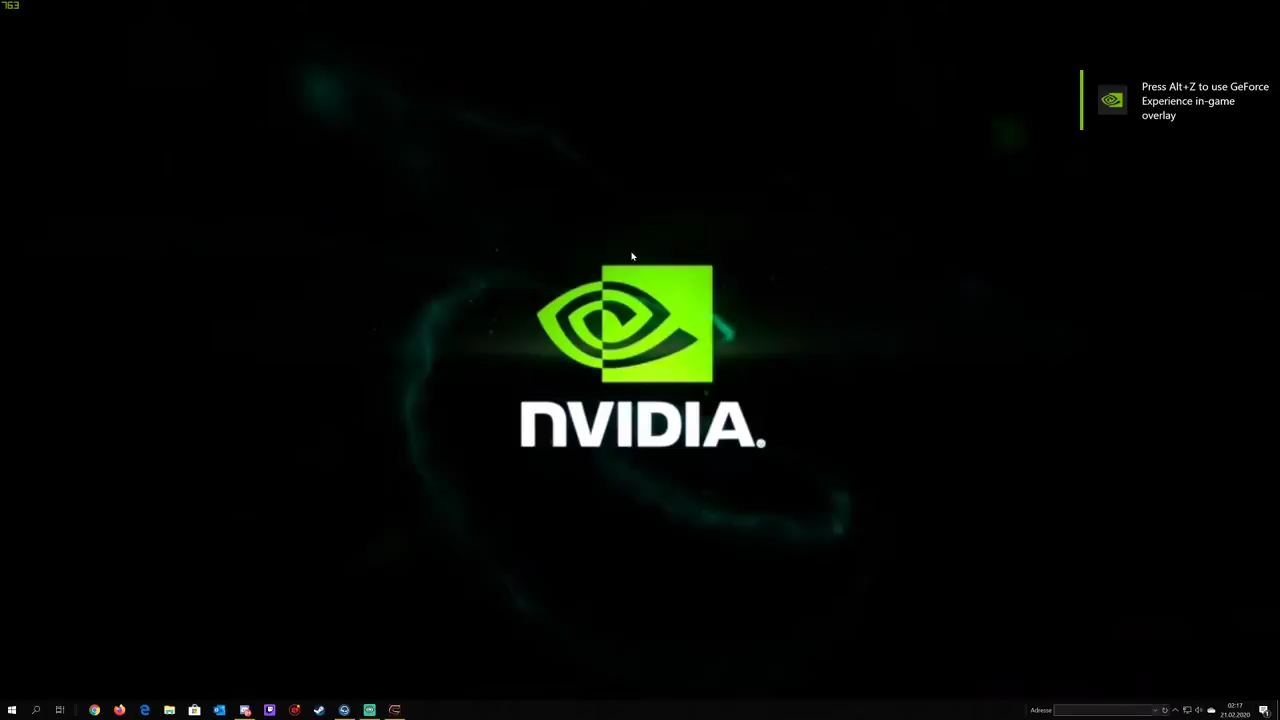 763
Press Alt+Z to use GeForce
Experience in-game
overlay
NVIDIA.
Adresse
02:17
21.02.2020